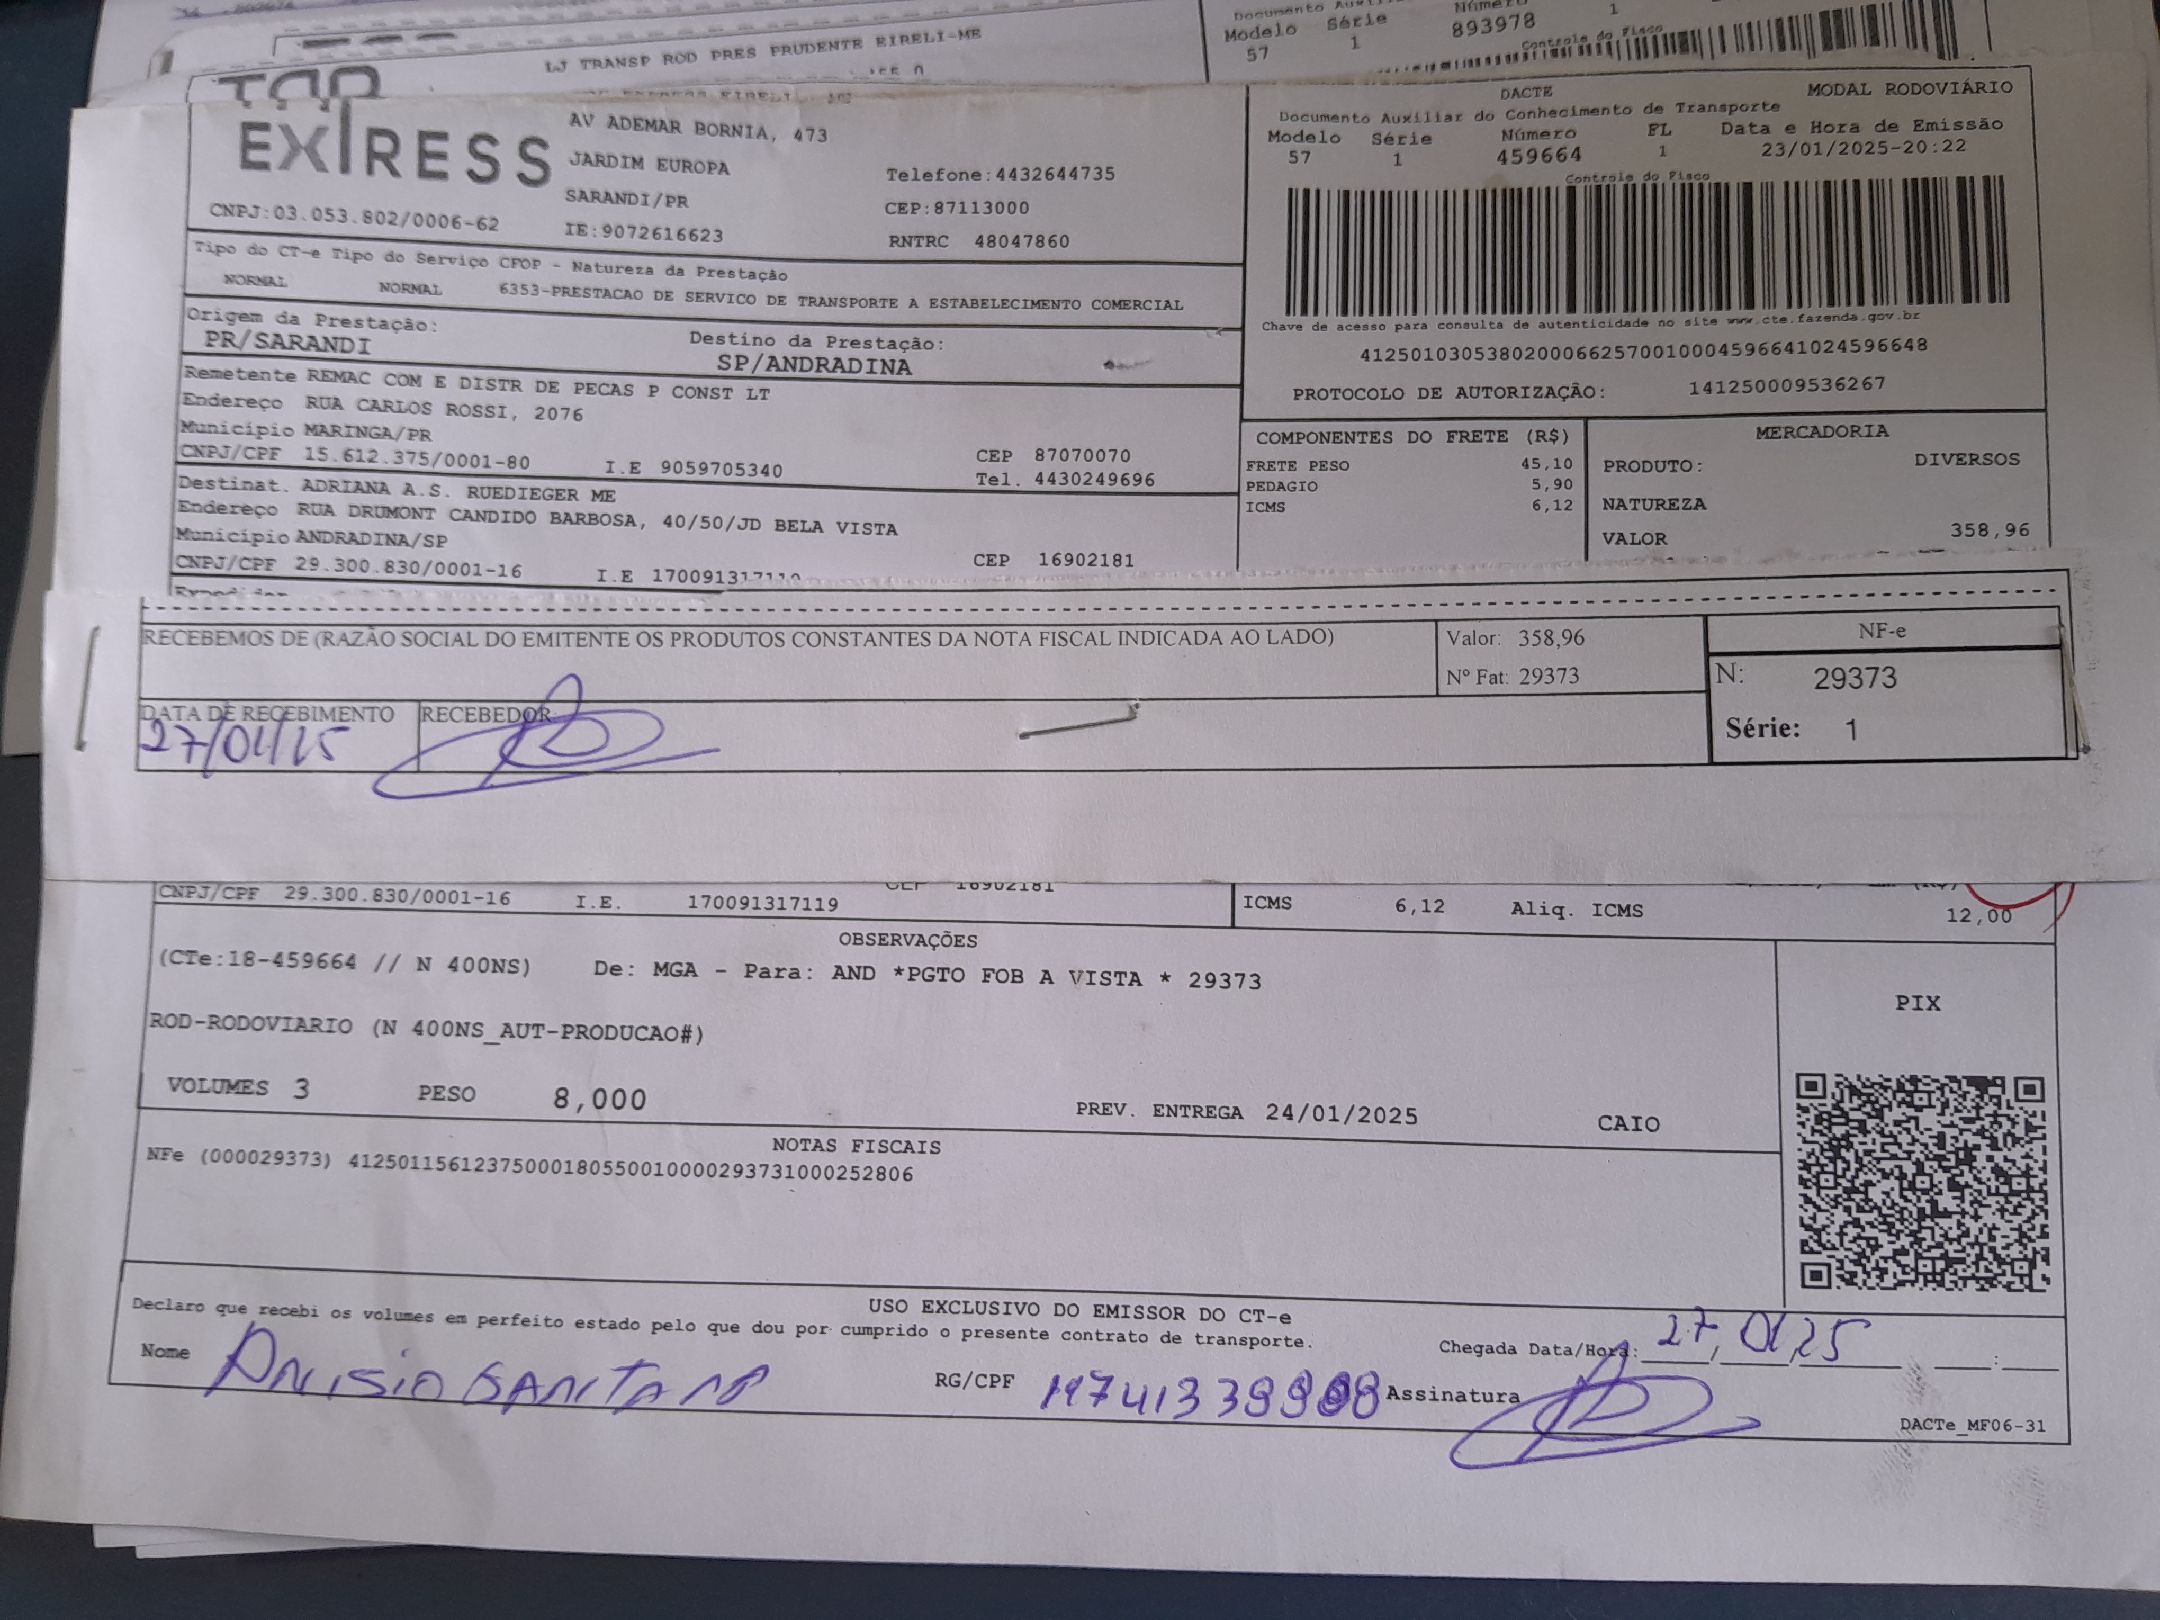 LJ TRANSP ROD PRES PRUDENTE EIRELI-ME
Modelo Série Número
57 1 893978 1
Controle do Fisco
TOP
EXPRESS
AV ADEMAR BORNIA, 473
JARDIM EUROPA
SARANDI/PR
IE:9072616623
CNPJ:03.053.802/0006-62
Telefone:4432644735
CEP:87113000
RNTRC 48047860
DACTE MODAL RODOVIÁRIO
Documento Auxiliar do Conhecimento de Transporte
Modelo Série Número FL Data e Hora de Emissão
57 1 459664 1 23/01/2025-20:22
Controle do Fisco
Chave de acesso para consulta de autenticidade no site www.cte.fazenda.gov.br
41250103053802000662570010004596641024596648
PROTOCOLO DE AUTORIZAÇÃO: 141250009536267
Tipo do CT-e Tipo do Serviço CFOP - Natureza da Prestação
NORMAL NORMAL 6353-PRESTACAO DE SERVICO DE TRANSPORTE A ESTABELECIMENTO COMERCIAL
Origem da Prestação: Destino da Prestação:
PR/SARANDI SP/ANDRADINA
Remetente REMAC COM E DISTR DE PECAS P CONST LT
Endereço RUA CARLOS ROSSI, 2076
Município MARINGA/PR CEP 87070070
CNPJ/CPF 15.612.375/0001-80 I.E 9059705340 Tel. 4430249696
Destinat. ADRIANA A.S. RUEDIEGER ME
Endereço RUA DRUMONT CANDIDO BARBOSA, 40/50/JD BELA VISTA
Município ANDRADINA/SP CEP 16902181
CNPJ/CPF 29.300.830/0001-16 I.E 170091317119
COMPONENTES DO FRETE (R$)
FRETE PESO 45,10
PEDAGIO 5,90
ICMS 6,12
MERCADORIA
PRODUTO: DIVERSOS
NATUREZA
VALOR 358,96
RECEBEMOS DE (RAZÃO SOCIAL DO EMITENTE OS PRODUTOS CONSTANTES DA NOTA FISCAL INDICADA AO LADO)
Valor: 358,96
Nº Fat: 29373
NF-e
N: 29373
Série: 1
DATA DE RECEBIMENTO RECEBEDOR
27/01/25
CNPJ/CPF 29.300.830/0001-16 I.E. 170091317119 CEP 16902181
ICMS 6,12 Aliq. ICMS 12,00
OBSERVAÇÕES
(CTe:18-459664 // N 400NS) De: MGA - Para: AND *PGTO FOB A VISTA * 29373
ROD-RODOVIARIO (N 400NS_AUT-PRODUCAO#)
VOLUMES 3 PESO 8,000 PREV. ENTREGA 24/01/2025 CAIO
PIX
NOTAS FISCAIS
NFe (000029373) 41250115612375000180550010000293731000252806
USO EXCLUSIVO DO EMISSOR DO CT-e
Declaro que recebi os volumes em perfeito estado pelo que dou por cumprido o presente contrato de transporte.
Chegada Data/Hora: 27,01,25 :
Nome RG/CPF Assinatura
DACTe_MF06-31